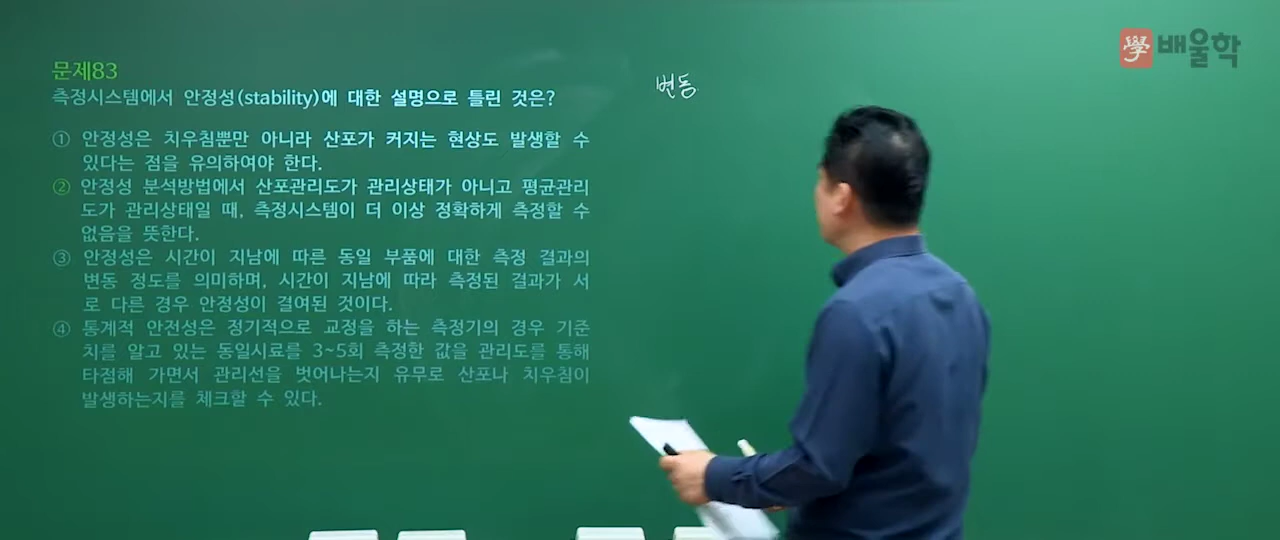 學 배울학
문제83
측정시스템에서 안정성(stability)에 대한 설명으로 틀린 것은?
변동
① 안정성은 치우침뿐만 아니라 산포가 커지는 현상도 발생할 수
있다는 점을 유의하여야 한다.
② 안정성 분석방법에서 산포관리도가 관리상태가 아니고 평균관리
도가 관리상태일 때, 측정시스템이 더 이상 정확하게 측정할 수
없음을 뜻한다.
③ 안정성은 시간이 지남에 따른 동일 부품에 대한 측정 결과의
변동 정도를 의미하며, 시간이 지남에 따라 측정된 결과가 서
로 다른 경우 안정성이 결여된 것이다.
④ 통계적 안전성은 정기적으로 교정을 하는 측정기의 경우 기준
치를 알고 있는 동일시료를 3~5회 측정한 값을 관리도를 통해
타점해 가면서 관리선을 벗어나는지 유무로 산포나 치우침이
발생하는지를 체크할 수 있다.